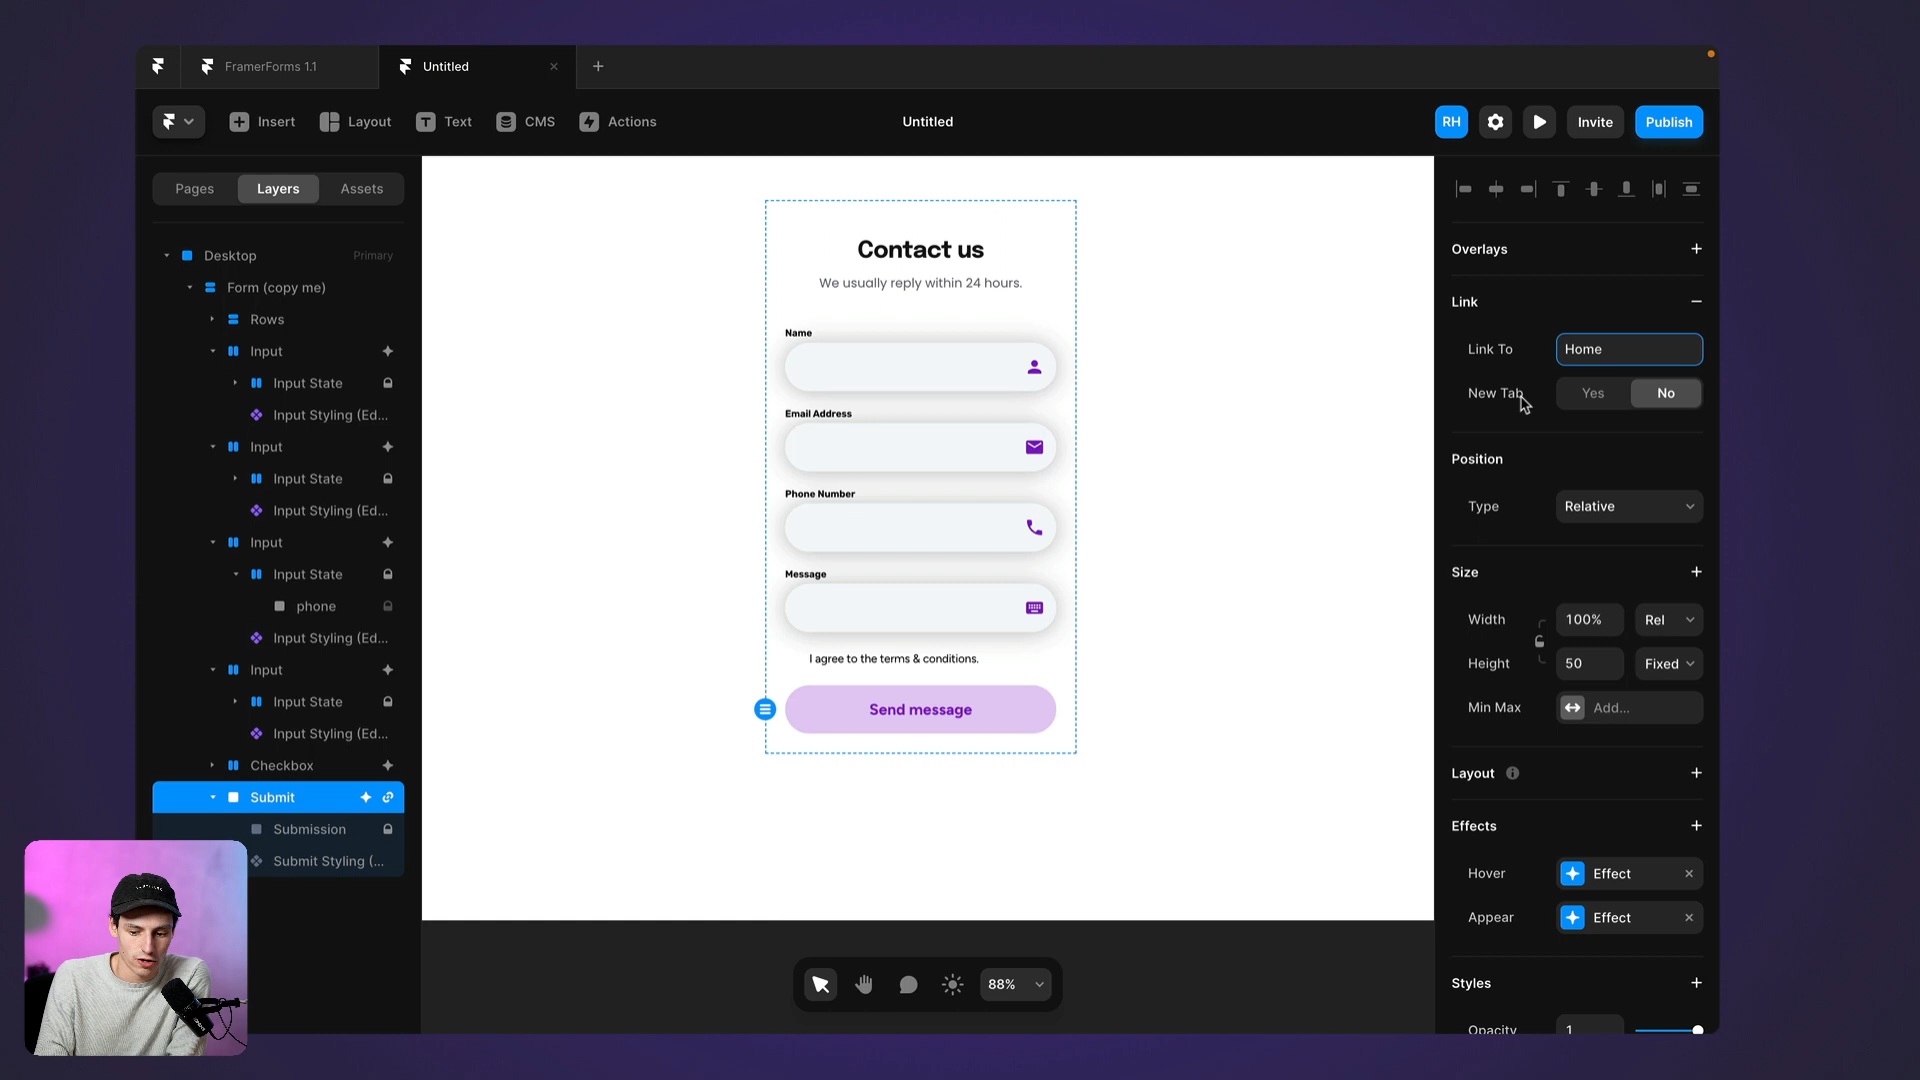 FramerForms 1.1
Untitled
Insert
Layout
Text
CMS
Actions
Untitled
RH
Invite
Publish
Pages
Layers
Assets
Desktop
Primary
Form (copy me)
Rows
Input
Input State
Input Styling (Ed...
Input
Input State
Input Styling (Ed...
Input
Input State
phone
Input Styling (Ed...
Input
Input State
Input Styling (Ed...
Checkbox
Submit
Submission
Submit Styling (...
Contact us
We usually reply within 24 hours.
Name
Email Address
Phone Number
Message
I agree to the terms & conditions.
Send message
88%
Overlays
Link
Link To
Home
New Tab
Yes
No
Position
Type
Relative
Size
Width
100%
Rel
Height
50
Fixed
Min Max
Add...
Layout
Effects
Hover
Effect
Appear
Effect
Styles
Opacity
1